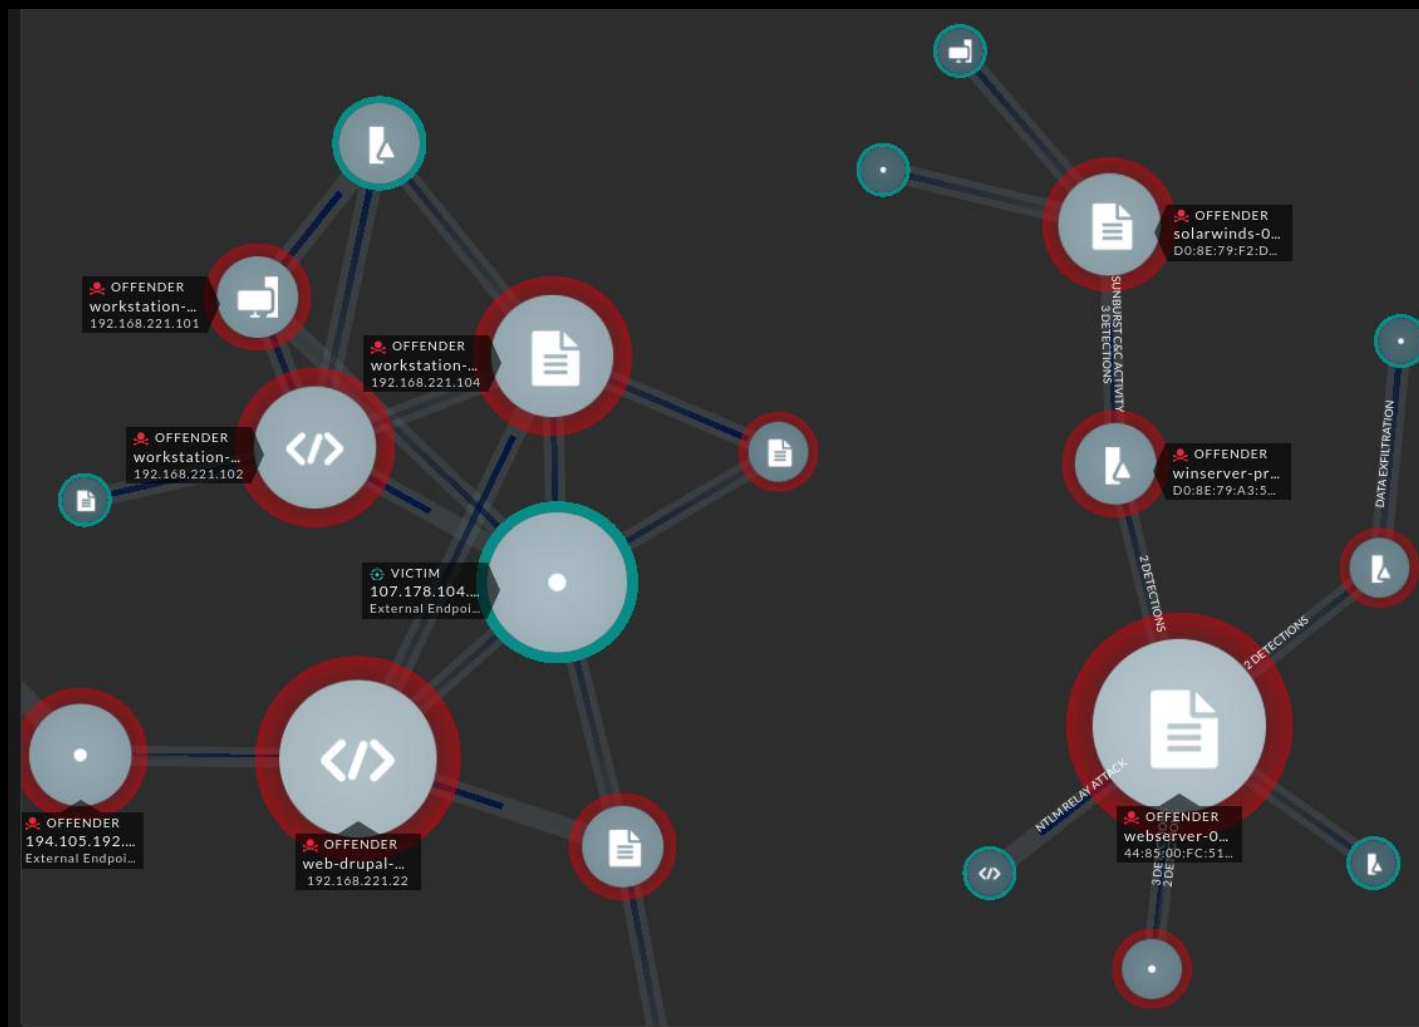 OFFENDER
solarwinds-0...
D0:8E:79:F2:D...
OFFENDER
workstation-...
192.168.221.101
SUNBURST C&C ACTIVITY
3 DETECTIONS
OFFENDER
workstation-...
192.168.221.104
OFFENDER
workstation-...
192.168.221.102
OFFENDER
winserver-pr...
D0:8E:79:A3:5...
DATA EXFILTRATION
VICTIM
107.178.104....
External Endpoi...
2 DETECTIONS
2 DETECTIONS
NTLM RELAY ATTACK
OFFENDER
194.105.192....
External Endpoi...
OFFENDER
web-drupal-...
192.168.221.22
OFFENDER
webserver-0...
44:85:00:FC:51...